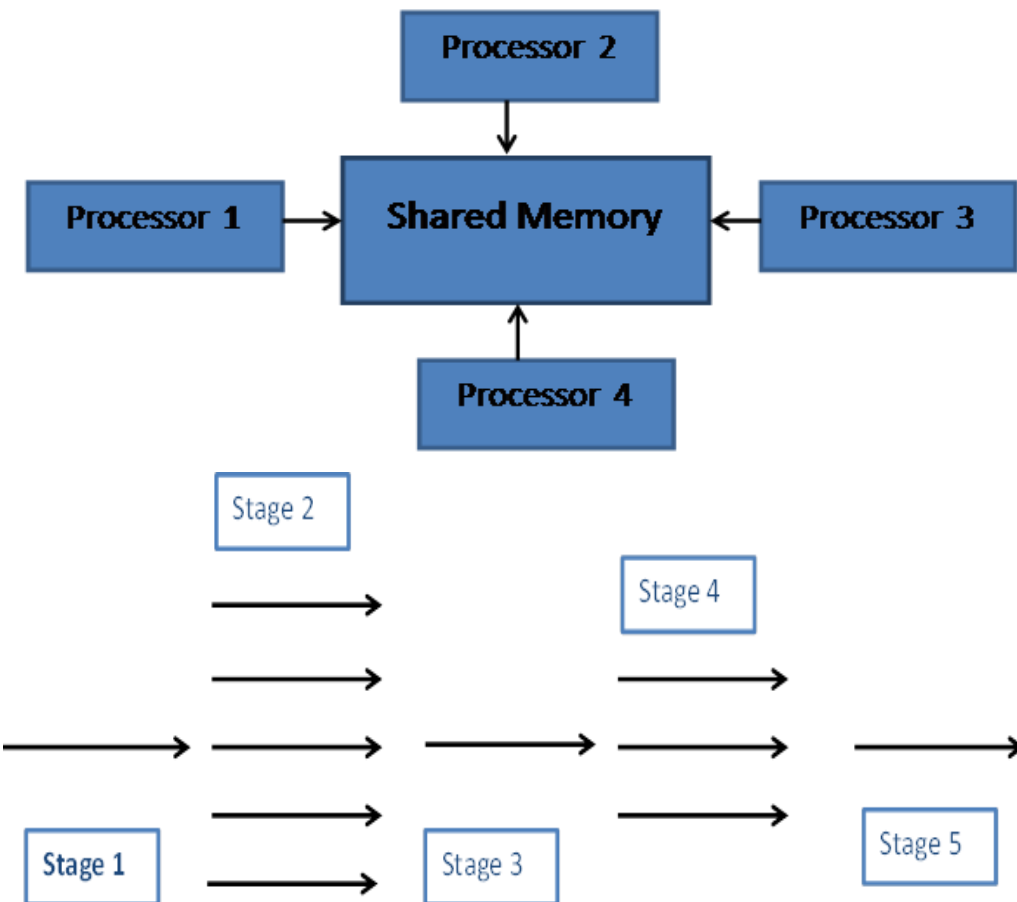 Processor 2
Processor 1
Shared Memory
Processor 3
Processor 4
Stage 2
Stage 4
Stage 1
Stage 3
Stage 5